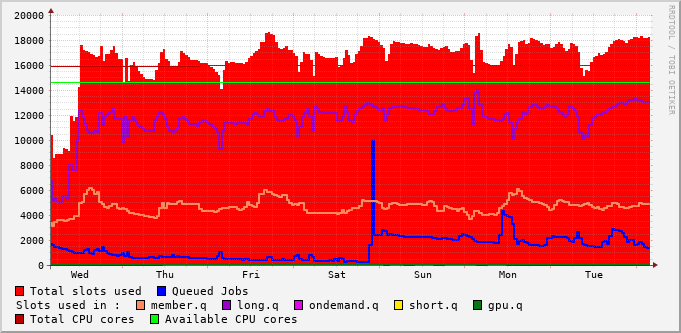 20000
18000
16000
14000
12000
10000
8000
6000
4000
2000
0
Wed Thu Fri Sat Sun Mon Tue
RRDTOOL / TOBI OETIKER
Total slots used Queued Jobs
Slots used in : member.q long.q ondemand.q short.q gpu.q
Total CPU cores Available CPU cores